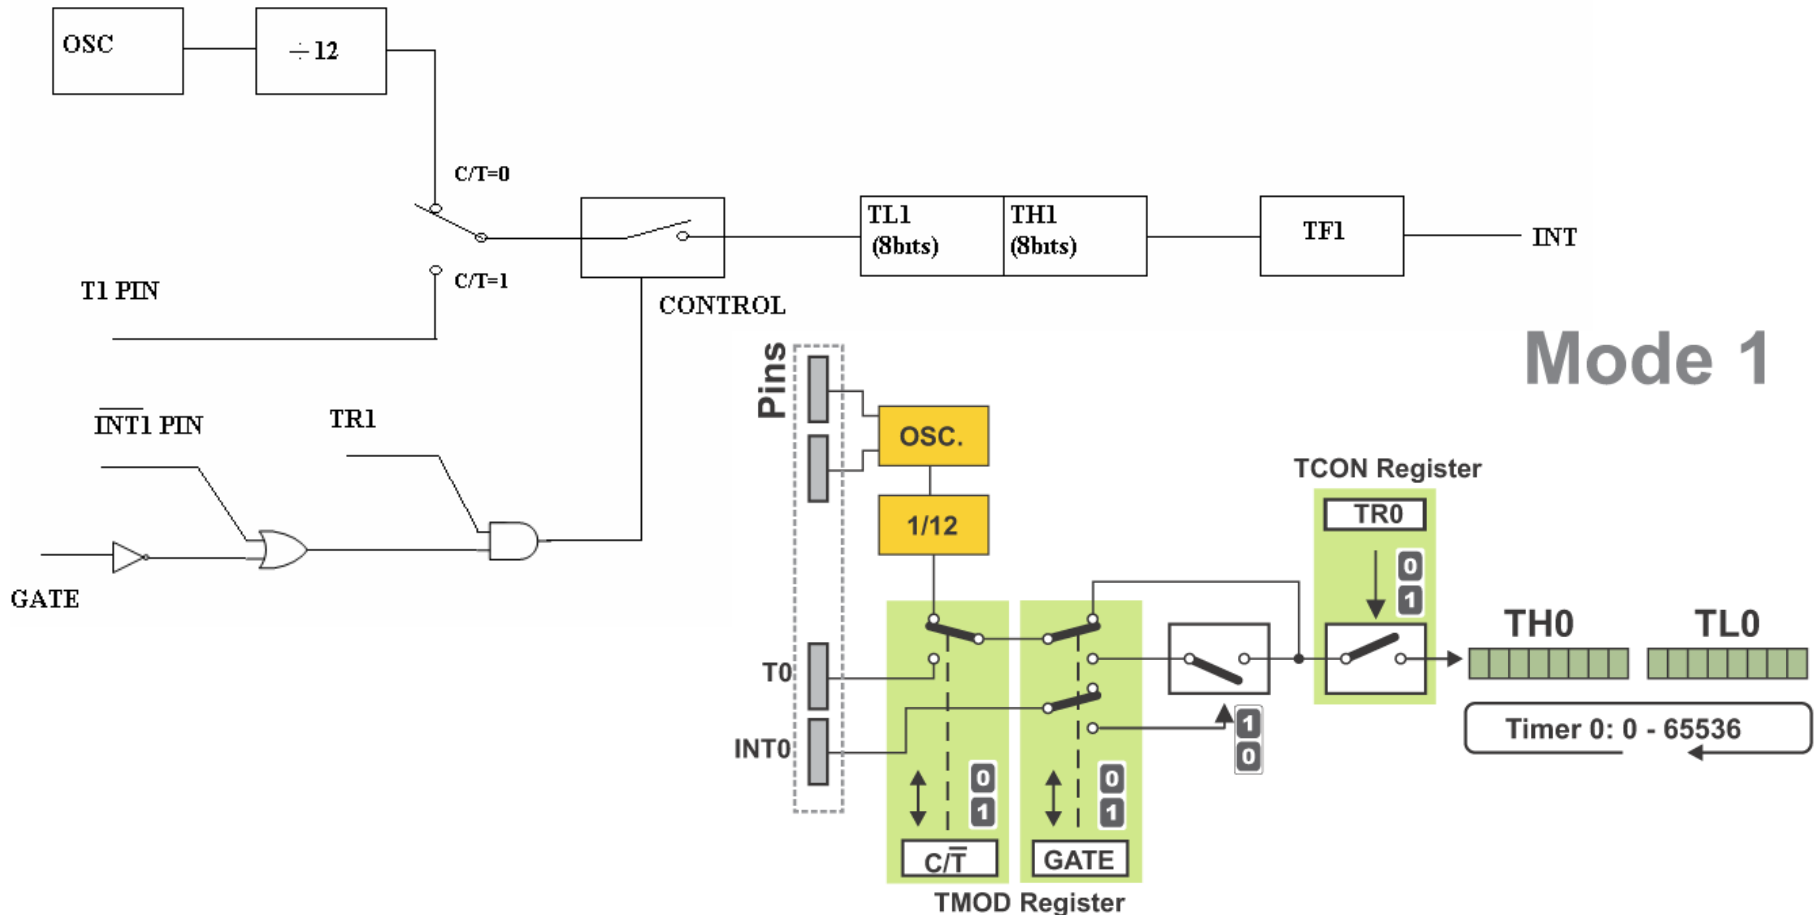 OSC
÷12
C/T=0
TL1
(8bıts)
TH1
(8bıts)
TF1
INT
C/T=1
T1 PIN
CONTROL
Mode 1
Pins
INT1 PIN
TR1
OSC.
TCON Register
TR0
1/12
0
1
GATE
TH0
TL0
T0
INT0
1
0
Timer 0: 0 - 65536
0
1
0
1
C/T̅
GATE
TMOD Register